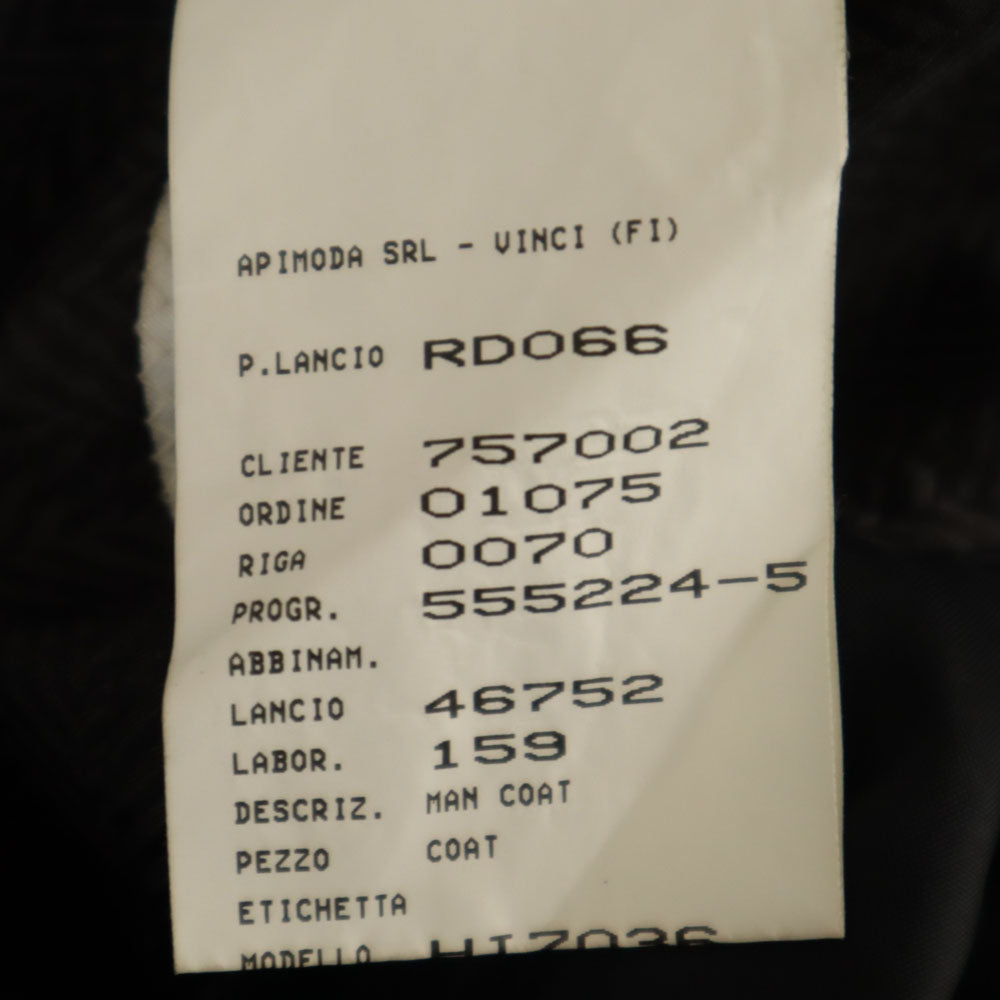 APIMODA SRL - VINCI (FI)
P.LANCIO RD066
CLIENTE 757002
ORDINE 01075
RIGA 0070
PROGR. 555224-5
ABBINAM.
LANCIO 46752
LABOR. 159
DESCRIZ. MAN COAT
PEZZO COAT
ETICHETTA
MODELLO